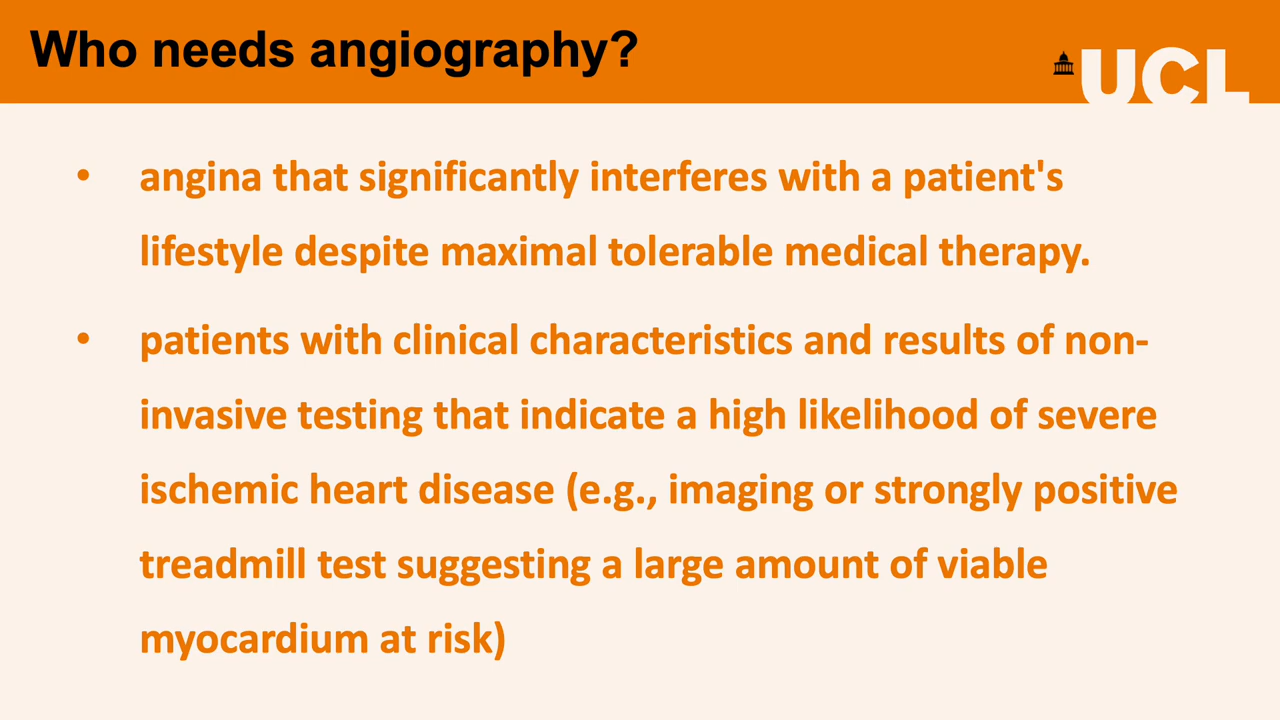 Who needs angiography?
UCL
• angina that significantly interferes with a patient's
lifestyle despite maximal tolerable medical therapy.
• patients with clinical characteristics and results of non-
invasive testing that indicate a high likelihood of severe
ischemic heart disease (e.g., imaging or strongly positive
treadmill test suggesting a large amount of viable
myocardium at risk)